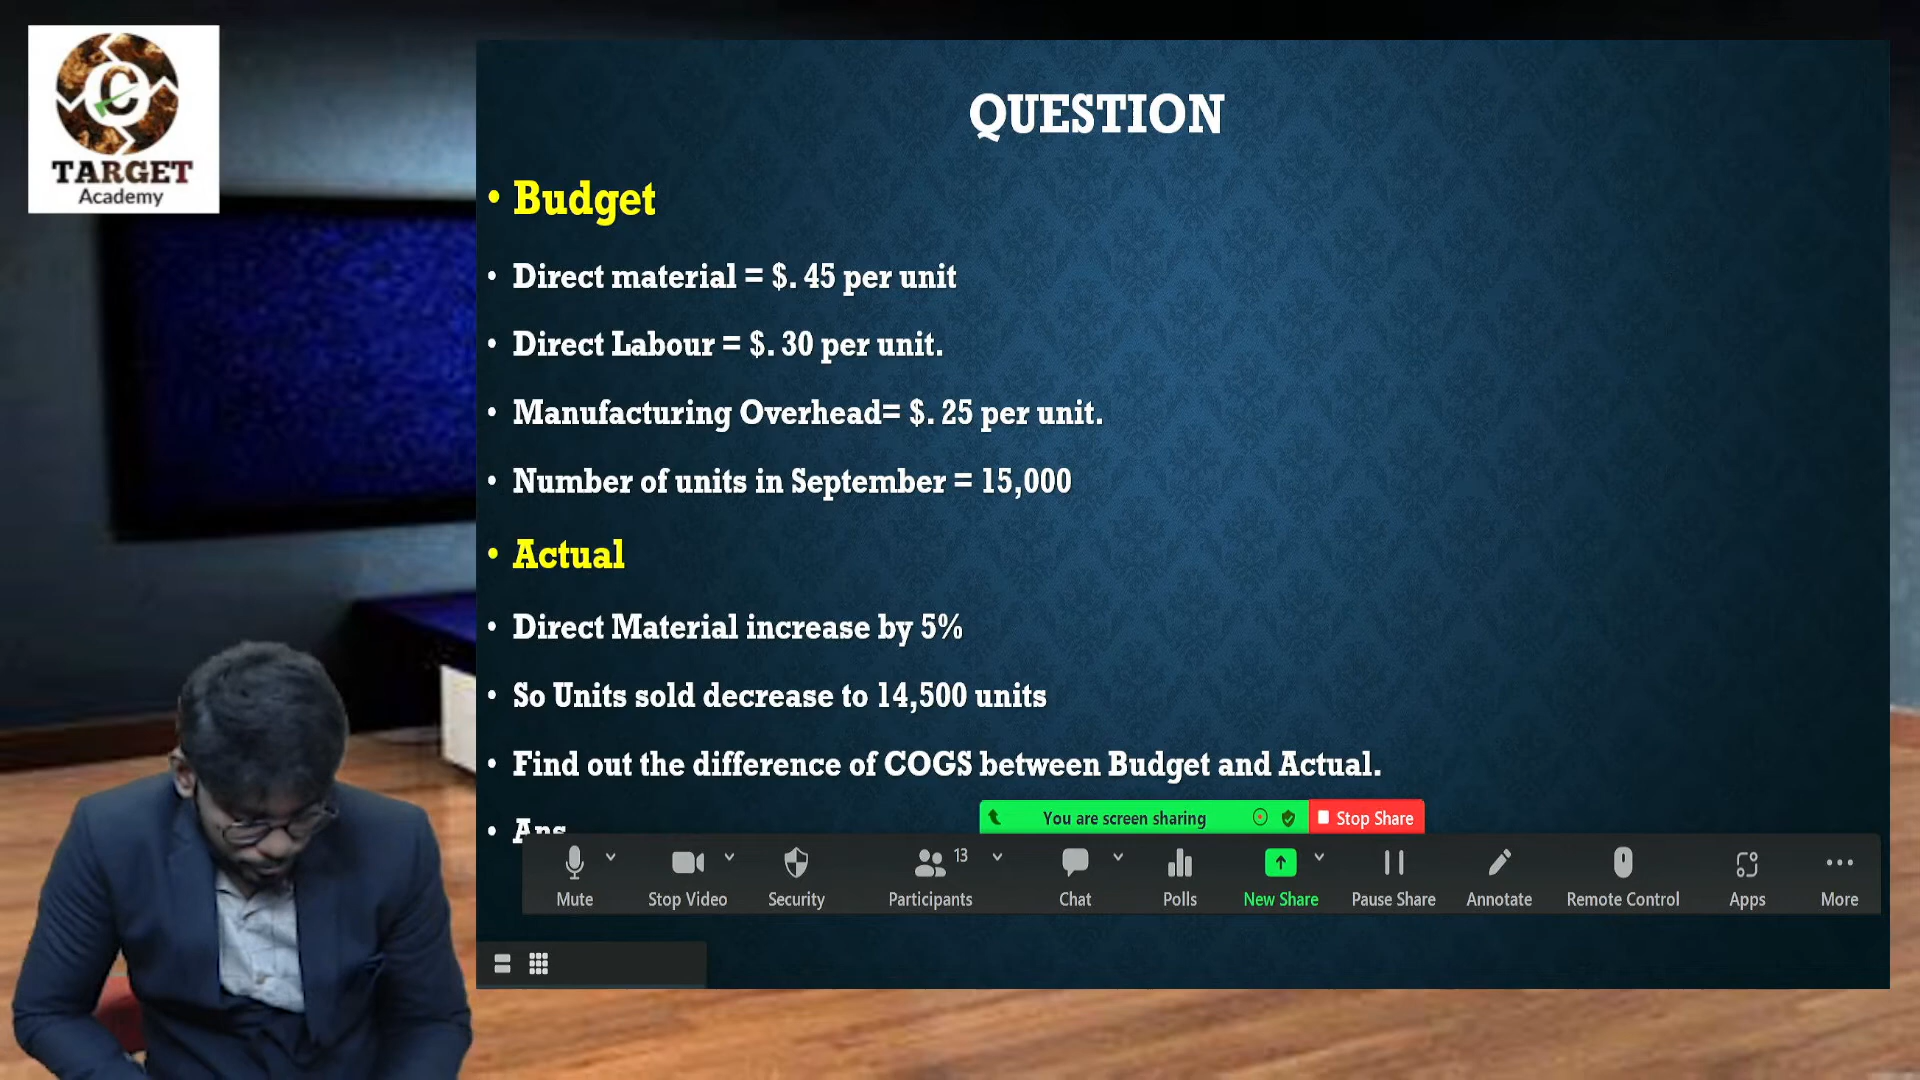 C
TARGET
Academy
QUESTION
• Budget
• Direct material = $. 45 per unit
• Direct Labour = $. 30 per unit.
• Manufacturing Overhead= $. 25 per unit.
• Number of units in September = 15,000
• Actual
• Direct Material increase by 5%
• So Units sold decrease to 14,500 units
• Find out the difference of COGS between Budget and Actual.
• Ans
You are screen sharing
Stop Share
Mute
Stop Video
Security
Participants 13
Chat
Polls
New Share
Pause Share
Annotate
Remote Control
Apps
More